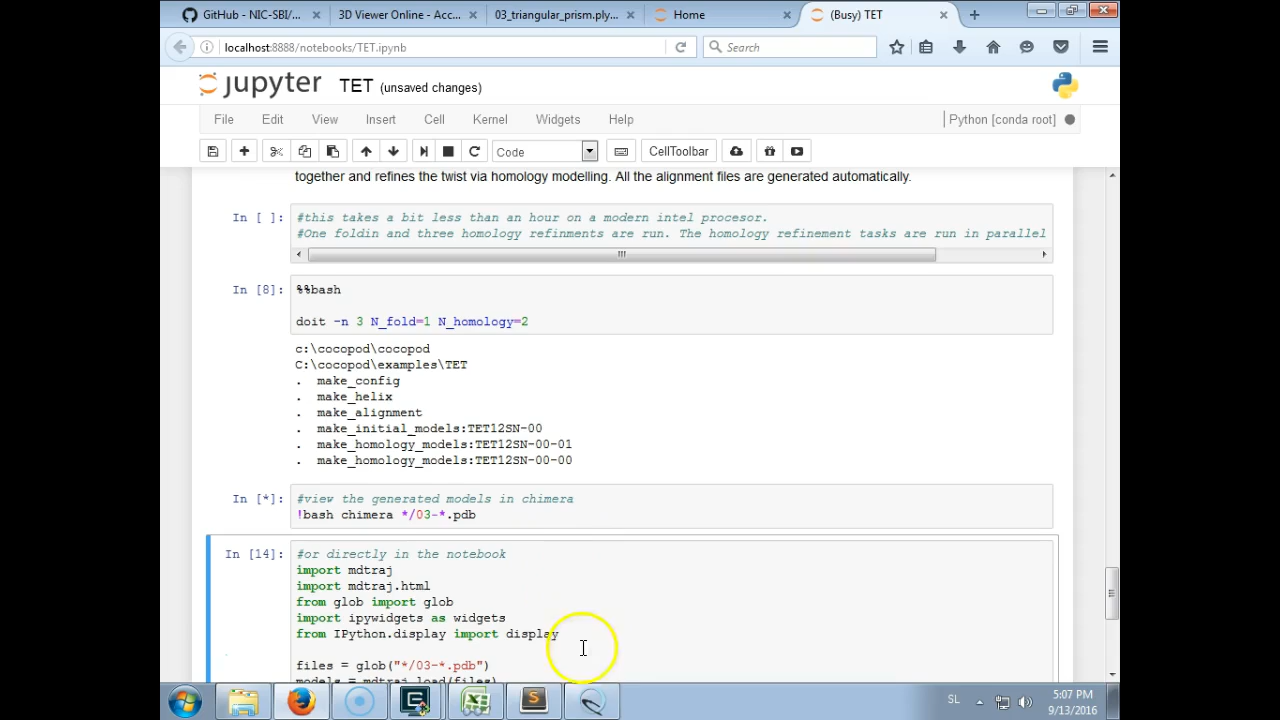 GitHub - NIC-SBI/...
3D Viewer Online - Acc...
03_triangular_prism.ply...
Home
(Busy) TET
localhost:8888/notebooks/TET.ipynb
Search
jupyter TET (unsaved changes)
File Edit View Insert Cell Kernel Widgets Help
Python [conda root]
Code
CellToolbar
together and refines the twist via homology modelling. All the alignment files are generated automatically.
In [ ]:
#this takes a bit less than an hour on a modern intel procesor.
#One foldin and three homology refinments are run. The homology refinement tasks are run in parallel
In [8]:
%%bash
doit -n 3 N_fold=1 N_homology=2
c:\cocopod\cocopod
C:\cocopod\examples\TET
. make_config
. make_helix
. make_alignment
. make_initial_models:TET12SN-00
. make_homology_models:TET12SN-00-01
. make_homology_models:TET12SN-00-00
In [*]:
#view the generated models in chimera
!bash chimera */03-*.pdb
In [14]:
#or directly in the notebook
import mdtraj
import mdtraj.html
from glob import glob
import ipywidgets as widgets
from IPython.display import display
files = glob("*/03-*.pdb")
models = mdtraj.load(files)
SL
5:07 PM
9/13/2016